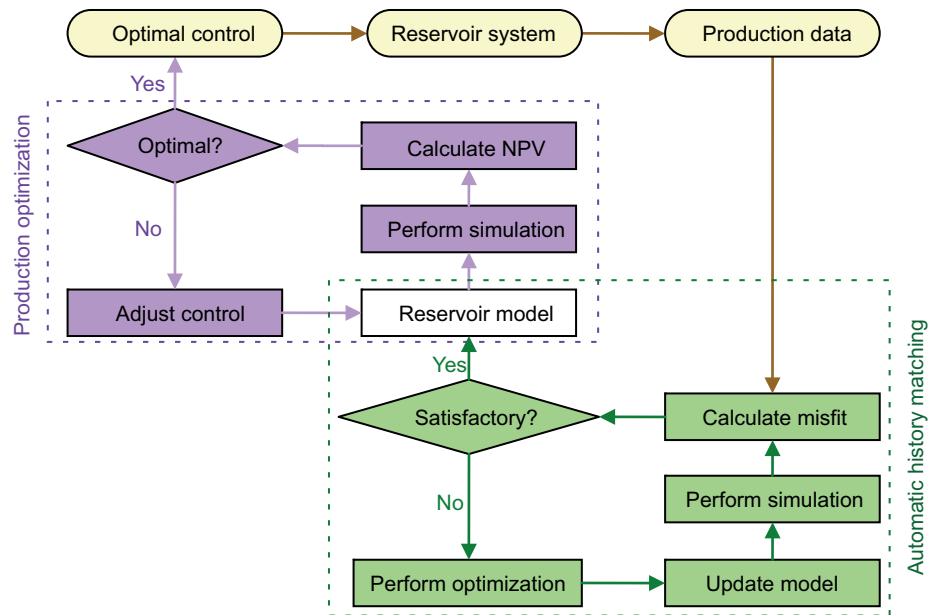 Optimal control
Reservoir system
Production data
Yes
Production optimization
Optimal?
Calculate NPV
No
Perform simulation
Adjust control
Reservoir model
Yes
Automatic history matching
Satisfactory?
Calculate misfit
No
Perform simulation
Perform optimization
Update model